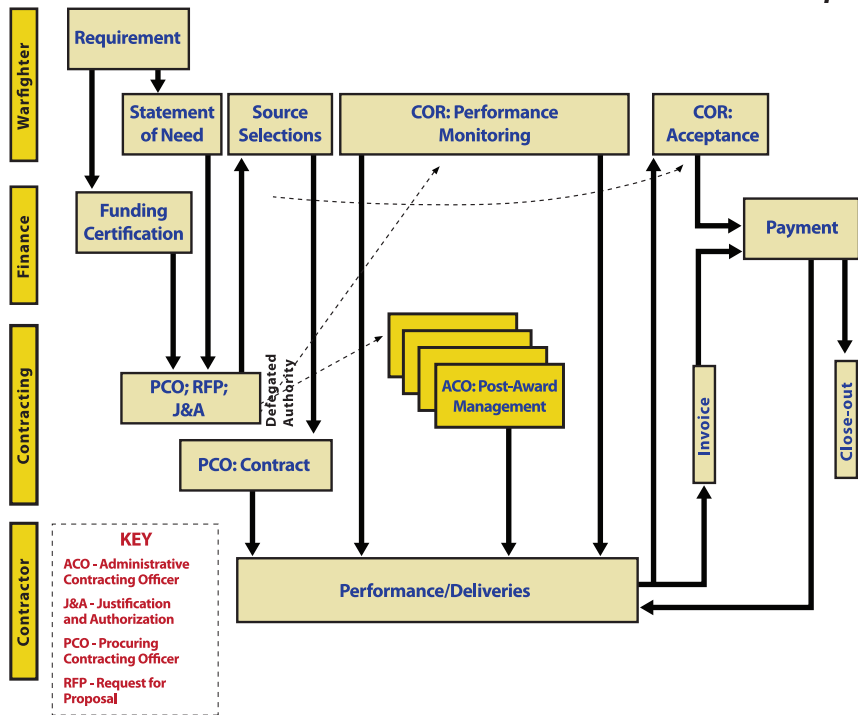 Warfighter
Requirement
Statement
of Need
Source
Selections
COR: Performance
Monitoring
COR:
Acceptance
Finance
Funding
Certification
Payment
Contracting
PCO; RFP;
J&A
Delegated
Authority
ACO: Post-Award
Management
PCO: Contract
Invoice
Close-out
Contractor
Performance/Deliveries
KEY
ACO - Administrative
Contracting Officer
J&A - Justification
and Authorization
PCO - Procuring
Contracting Officer
RFP - Request for
Proposal